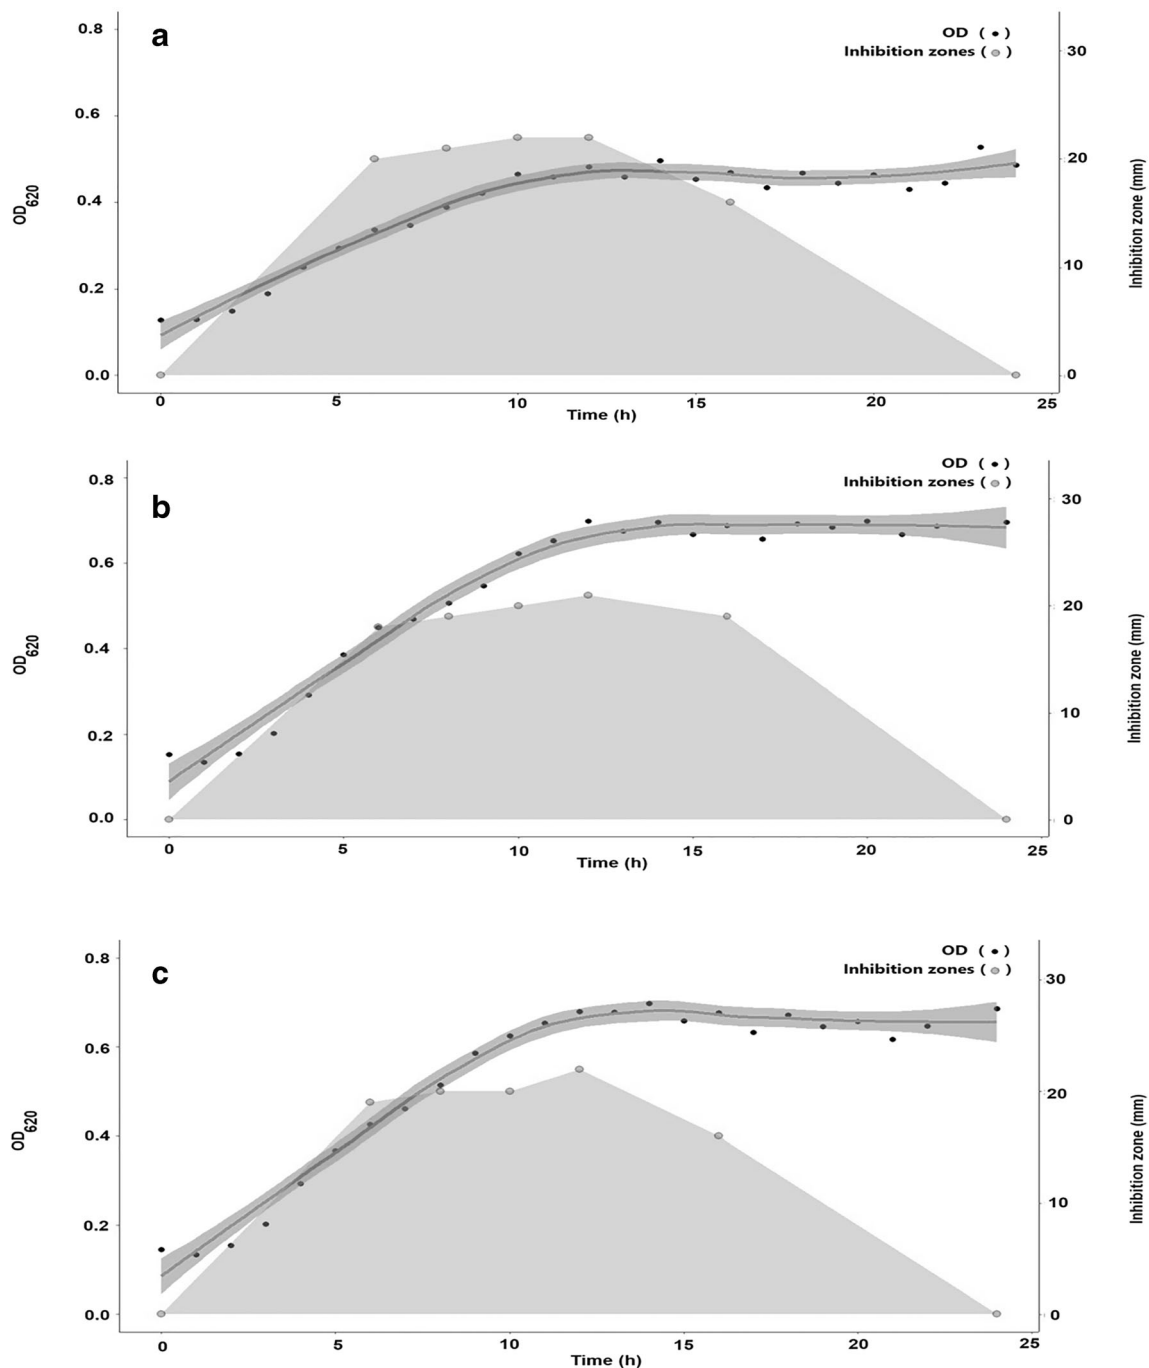 a
OD ( • )
Inhibition zones ( )
0.8
0.6
0.4
0.2
0.0
OD620
30
20
10
0
Inhibition zone (mm)
0 5 10 15 20 25
Time (h)
b
OD ( • )
Inhibition zones ( )
0.8
0.6
0.4
0.2
0.0
OD620
30
20
10
0
Inhibition zone (mm)
0 5 10 15 20 25
Time (h)
c
OD ( • )
Inhibition zones ( )
0.8
0.6
0.4
0.2
0.0
OD620
30
20
10
0
Inhibition zone (mm)
0 5 10 15 20 25
Time (h)